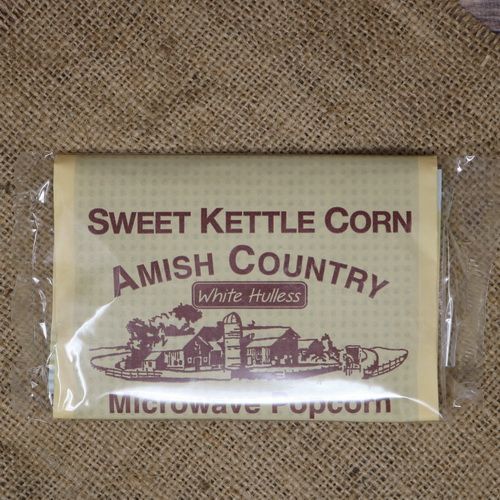 SWEET KETTLE CORN
AMISH COUNTRY
White Hulless
Microwave Popcorn